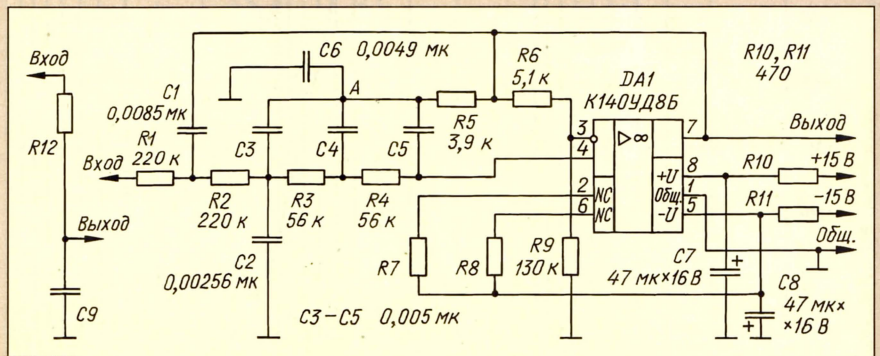 Вход
R12
Выход
C9
C1
0,0085 мк
R1
220 к
Вход
R2
220 к
C2
0,00256 мк
C6 0,0049 мк
A
C3
C4
C5
R3
56 к
R4
56 к
C3–C5 0,005 мк
R5
3,9 к
R6
5,1 к
R7
R8
R9
130 к
DA1
К140УД8Б
3
4
2
6
▷∞
NC
NC
+U
Общ.
-U
7
8
1
5
R10, R11
470
Выход
R10
+15 В
R11
-15 В
Общ.
C7
47 мк×16В
+
C8
47 мк×
×16 В
+